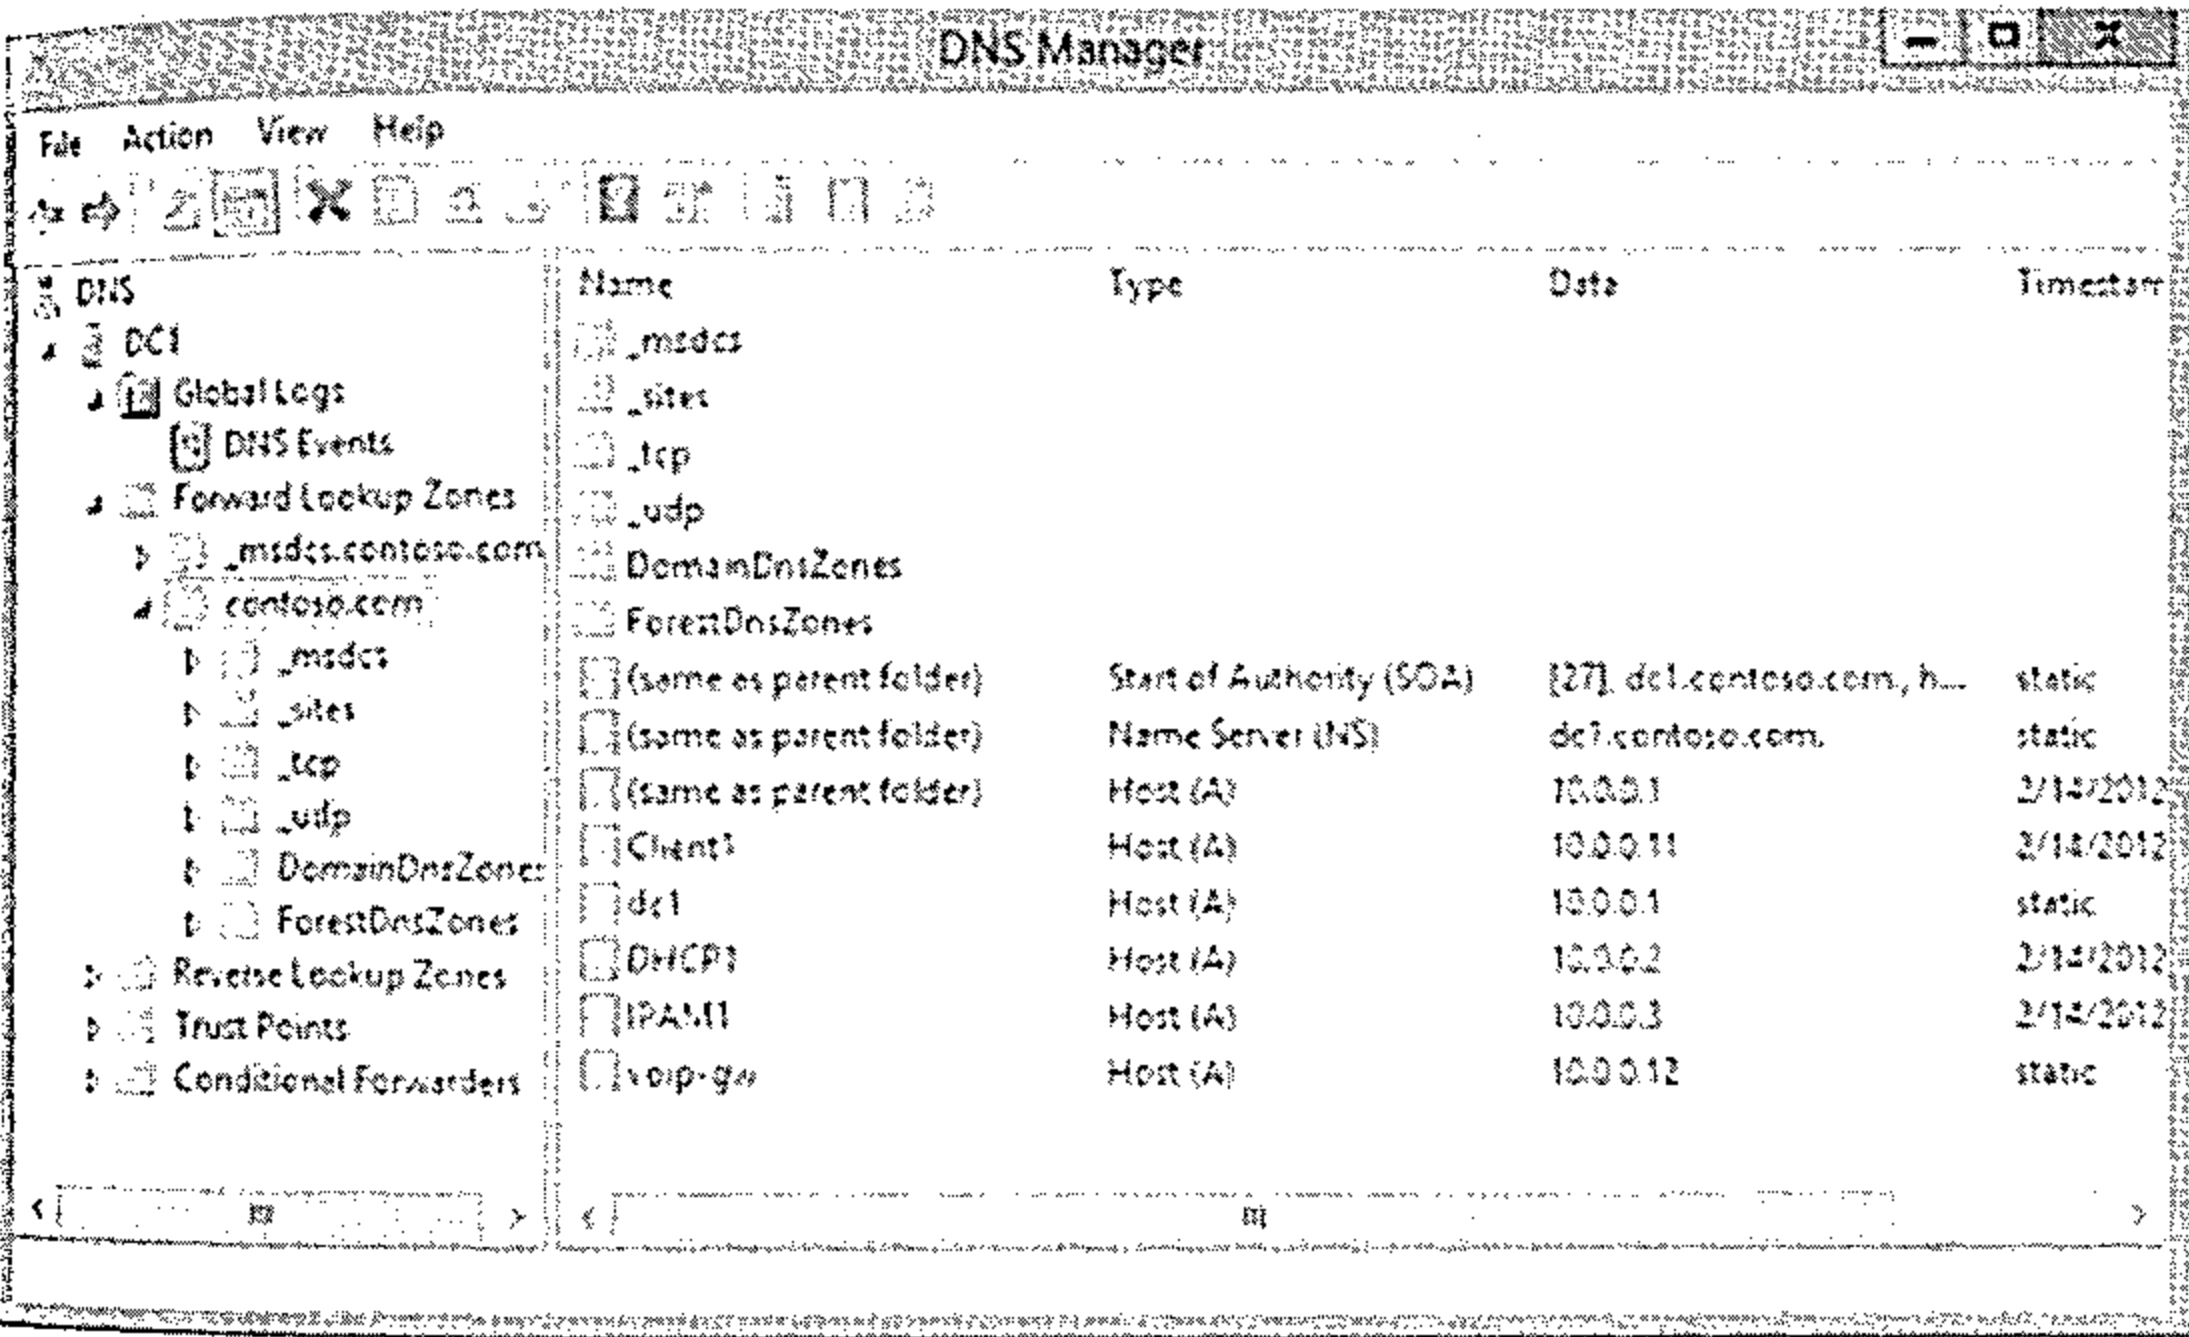 DNS Manager
File Action View Help
DNS
DC1
Global Logs
DNS Events
Forward Lookup Zones
_msdcs.contoso.com
contoso.com
_msdcs
_sites
_tcp
_udp
DomainDnsZones
ForestDnsZones
Reverse Lookup Zones
Trust Points
Conditional Forwarders
Name Type Data Timestam
_msdcs
_sites
_tcp
_udp
DomainDnsZones
ForestDnsZones
(same as parent folder) Start of Authority (SOA) [27], dc1.contoso.com., h... static
(same as parent folder) Name Server (NS) dc1.contoso.com. static
(same as parent folder) Host (A) 10.0.0.1 2/14/2012
Client1 Host (A) 10.0.0.11 2/14/2012
dc1 Host (A) 10.0.0.1 static
DHCP1 Host (A) 10.0.0.2 2/14/2012
IPAM1 Host (A) 10.0.0.3 2/14/2012
voip-gw Host (A) 10.0.0.12 static